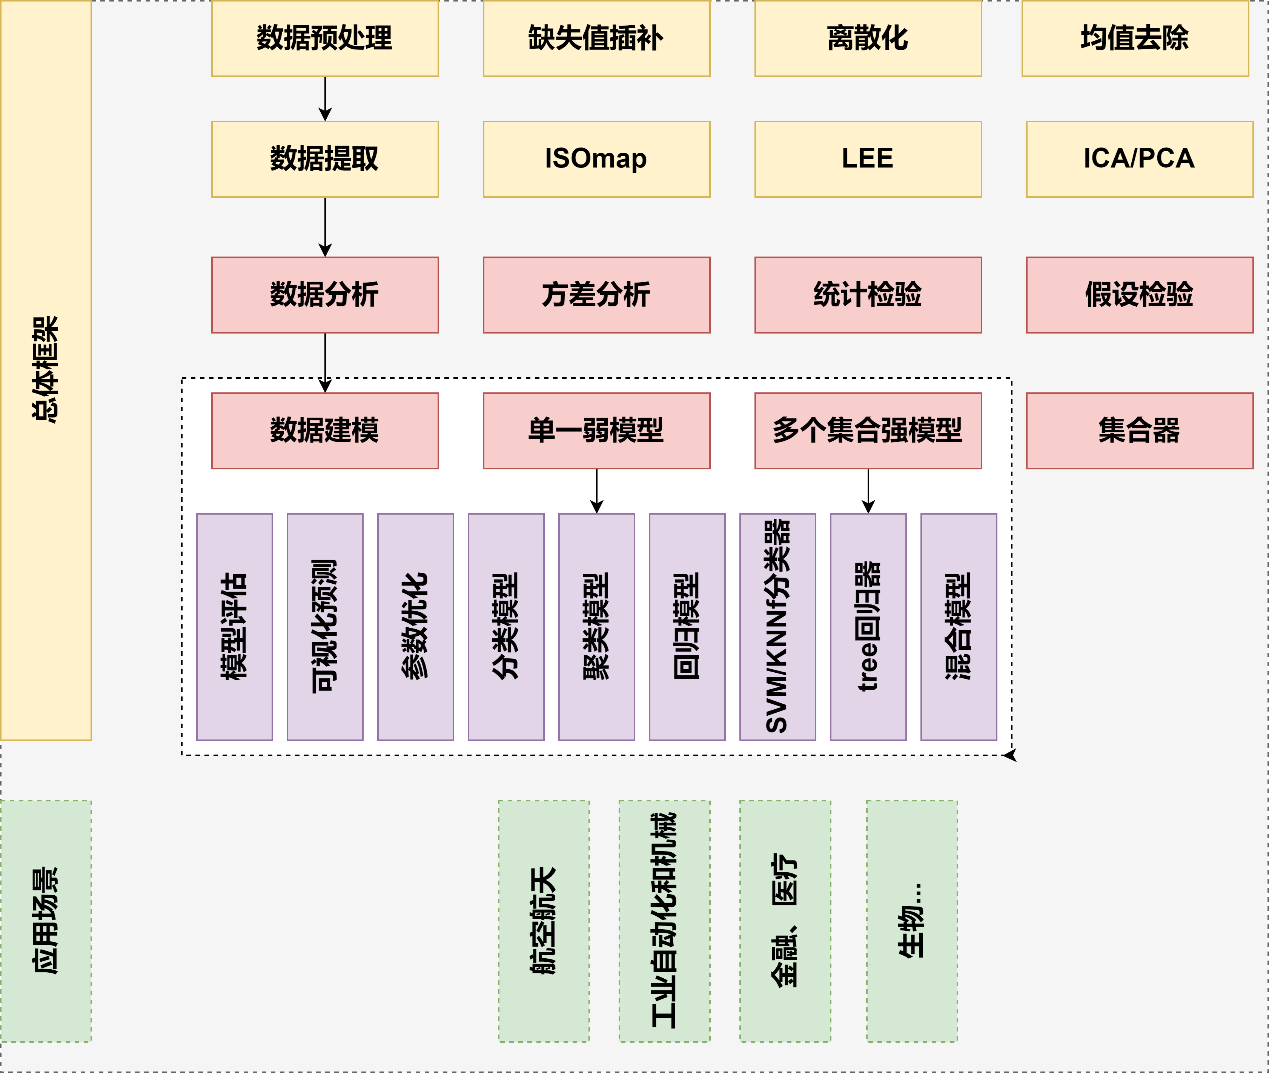 总体框架
数据预处理
缺失值插补
离散化
均值去除
数据提取
ISOmap
LEE
ICA/PCA
数据分析
方差分析
统计检验
假设检验
数据建模
单一弱模型
多个集合强模型
集合器
模型评估
可视化预测
参数优化
分类模型
聚类模型
回归模型
SVM/KNNf分类器
tree回归器
混合模型
应用场景
航空航天
工业自动化和机械
金融、医疗
生物...